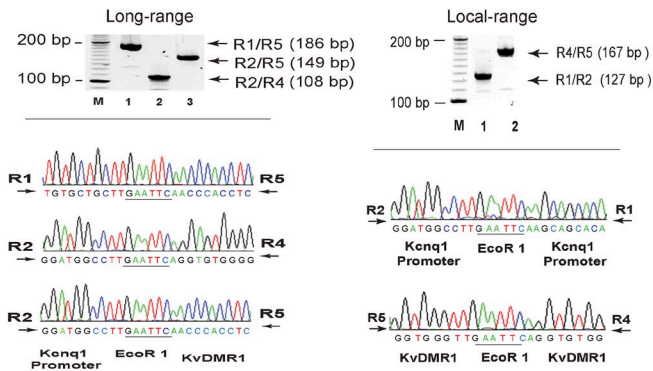 Long-range
200 bp
100 bp
M 1 2 3
R1/R5 (186 bp)
R2/R5 (149 bp)
R2/R4 (108 bp)
R1 R5
TGTGCTGCTTGAATTCAACCCACCTC
R2 R4
GGATGGCCTTGAATTCAGGTGTGGGG
R2 R5
GGATGGCCTTGAATTCAACCCACCTC
Kcnq1 Promoter EcoR 1 KvDMR1
Local-range
200 bp
100 bp
M 1 2
R4/R5 (167 bp)
R1/R2 (127 bp)
R2 R1
GGATGGCCTTGAATTCAAGCAGCACA
Kcnq1 Promoter EcoR 1 Kcnq1 Promoter
R5 R4
GGTGGGTTGAATTCAGGTGTGG
KvDMR1 EcoR 1 KvDMR1